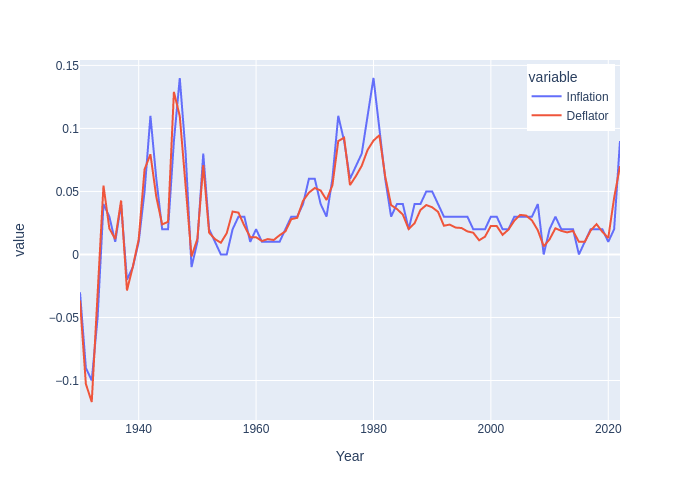 variable
Inflation
Deflator
value
0.15
0.1
0.05
0
−0.05
−0.1
1940
1960
1980
2000
2020
Year